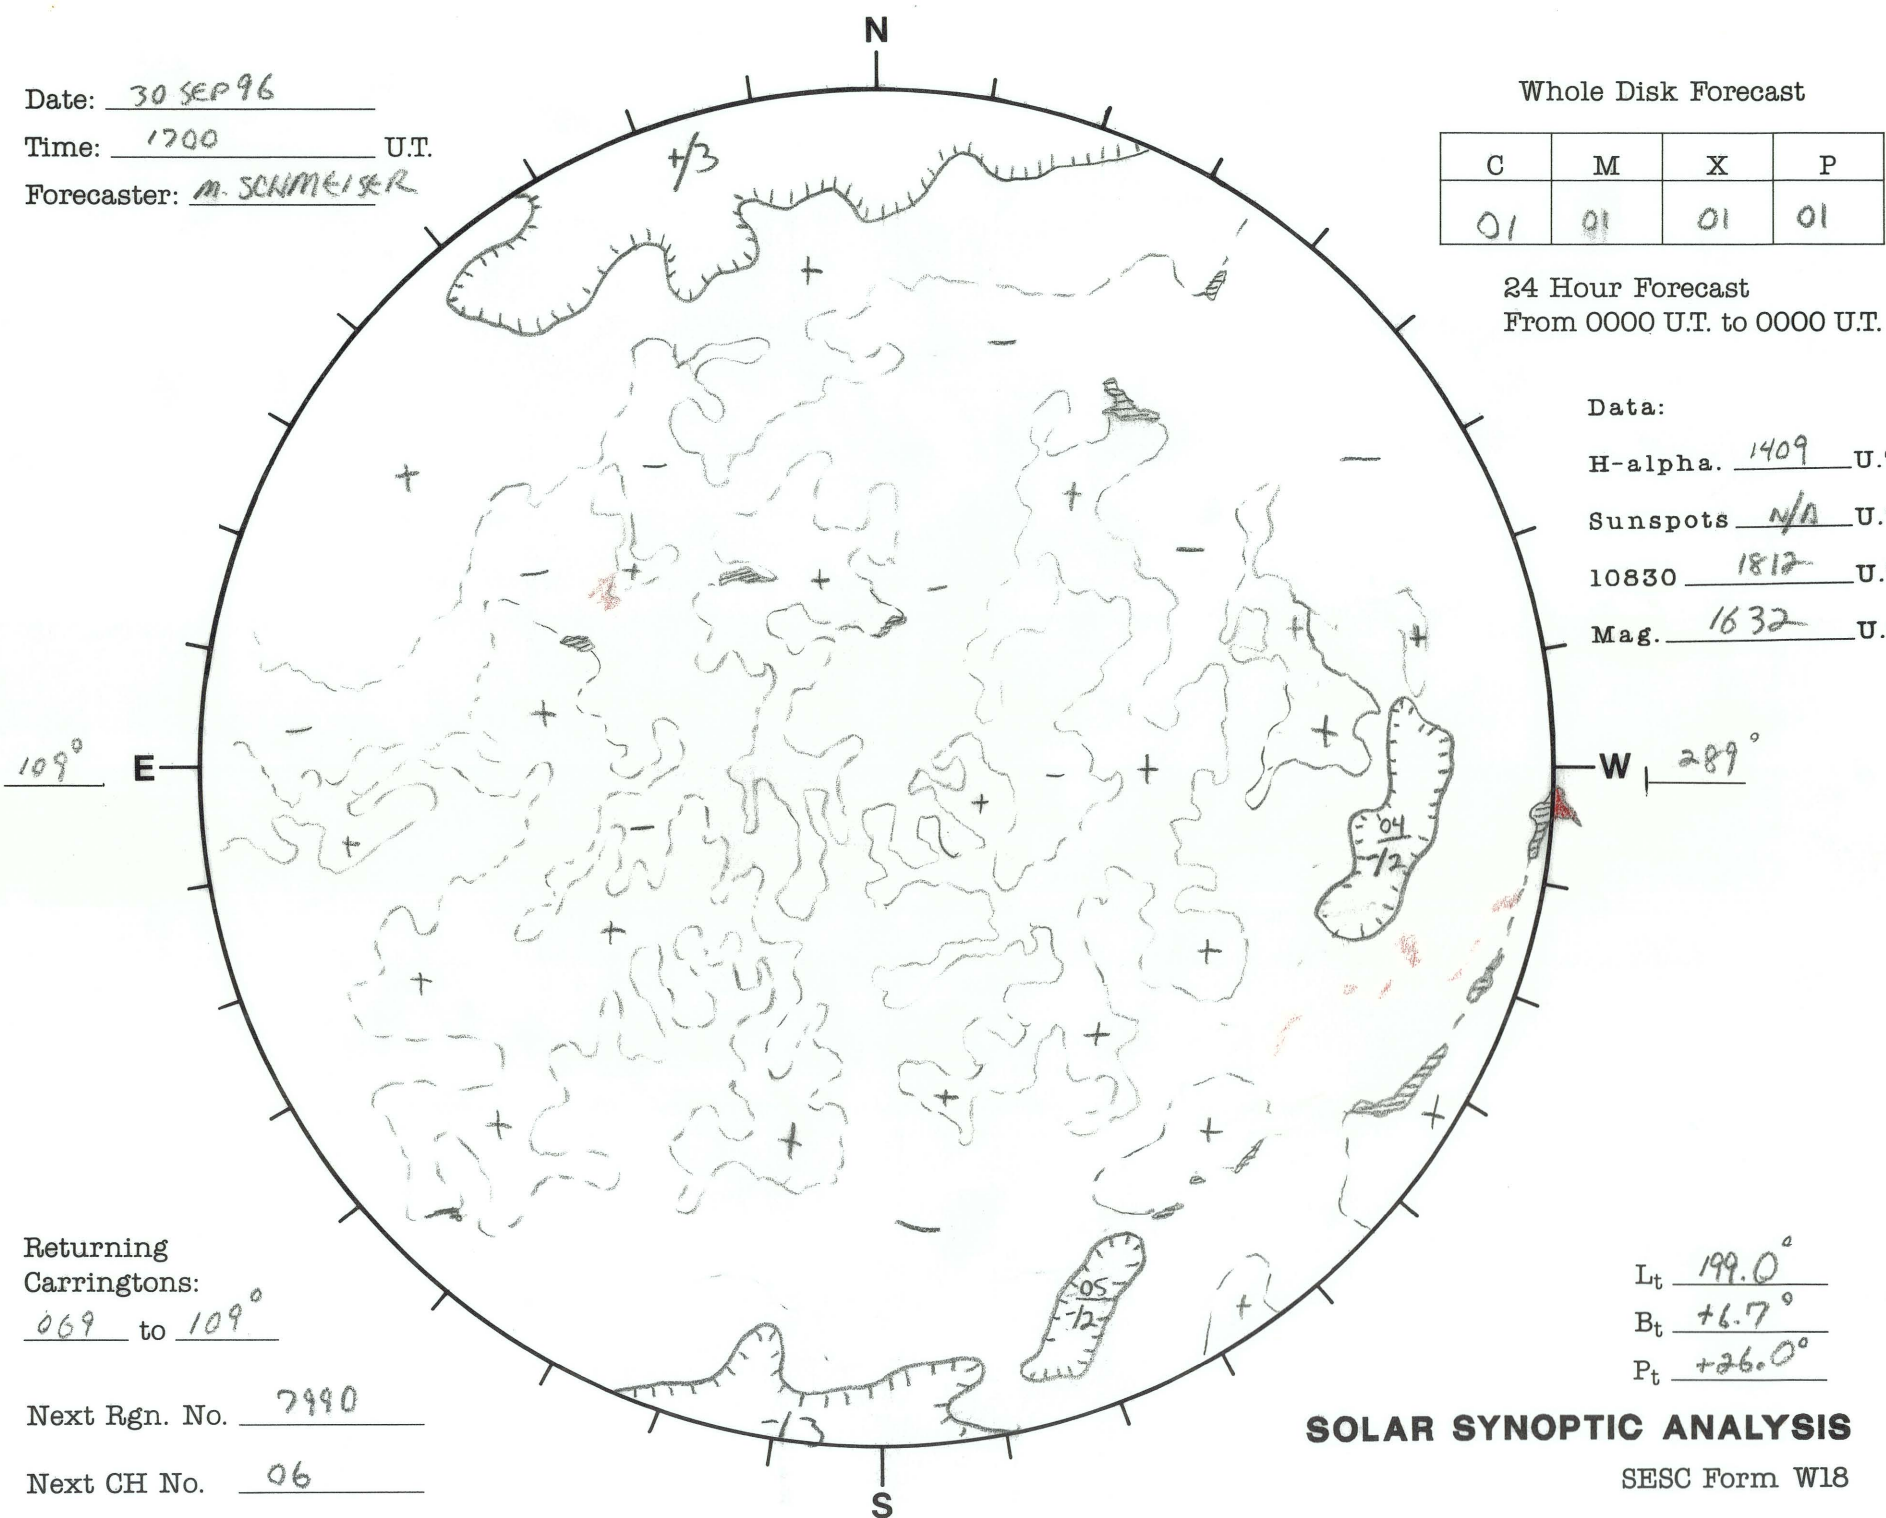 N
Date: 30 SEP 96
Time: 1700 U.T.
Forecaster: M. SCHMEISER
Whole Disk Forecast
C M X P
01 01 01 01
24 Hour Forecast
From 0000 U.T. to 0000 U.T.
Data:
H-alpha. 1409 U.
Sunspots N/A U.
10830 1812 U.
Mag. 1632 U.
+/3
+
-
+
-
+
-
-
+
+
-
+
+
+
-
+
+
-
+
-
+
109° E
W 289°
04
-/2
+
+
-
+
+
+
+
+
+
+
+
+
-
05
-/2
+
-/3
Returning
Carringtons:
069 to 109°
Next Rgn. No. 7990
Next CH No. 06
Lt 199.0°
Bt +6.7°
Pt +26.0°
S
SOLAR SYNOPTIC ANALYSIS
SESC Form W18